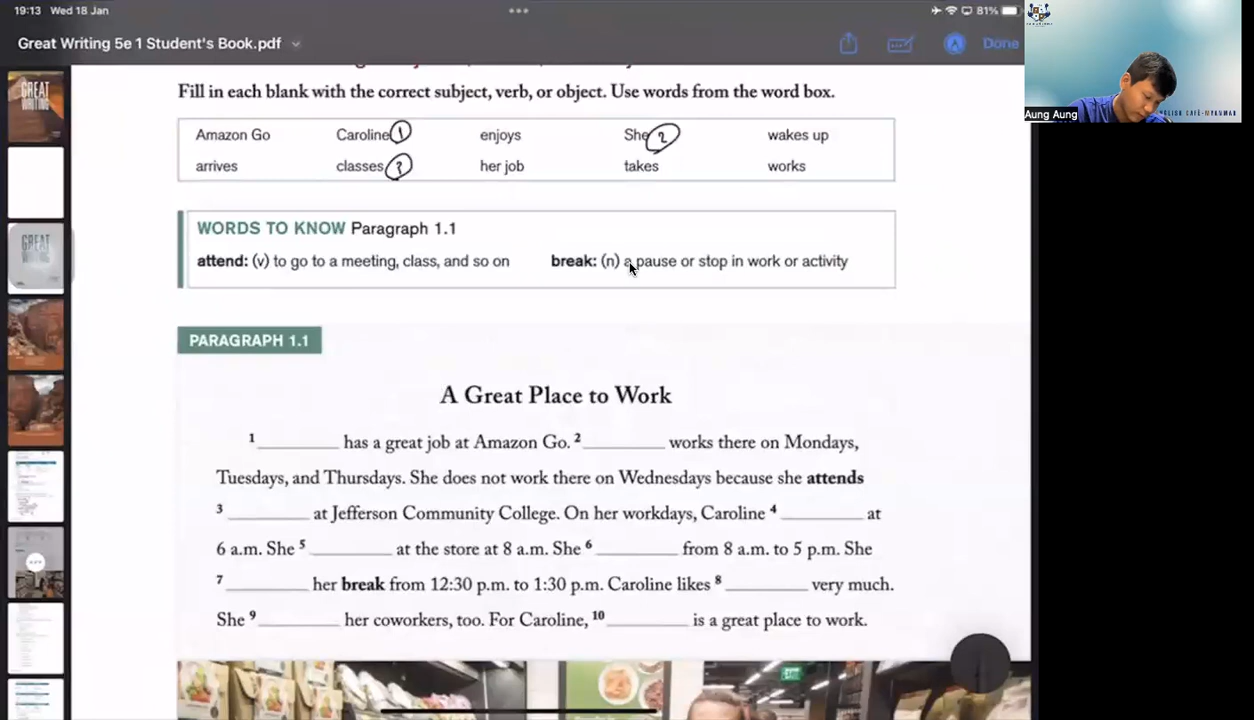 19:13 Wed 18 Jan
81%
Great Writing 5e 1 Student's Book.pdf
Done
Fill in each blank with the correct subject, verb, or object. Use words from the word box.
Amazon Go Caroline 1 enjoys She 2 wakes up
arrives classes 3 her job takes works
WORDS TO KNOW Paragraph 1.1
attend: (v) to go to a meeting, class, and so on break: (n) a pause or stop in work or activity
PARAGRAPH 1.1
A Great Place to Work
1 ________ has a great job at Amazon Go. 2 ________ works there on Mondays,
Tuesdays, and Thursdays. She does not work there on Wednesdays because she attends
3 ________ at Jefferson Community College. On her workdays, Caroline 4 ________ at
6 a.m. She 5 ________ at the store at 8 a.m. She 6 ________ from 8 a.m. to 5 p.m. She
7 ________ her break from 12:30 p.m. to 1:30 p.m. Caroline likes 8 ________ very much.
She 9 ________ her coworkers, too. For Caroline, 10 ________ is a great place to work.
GREAT
WRITING
GREAT
WRITING
Aung Aung